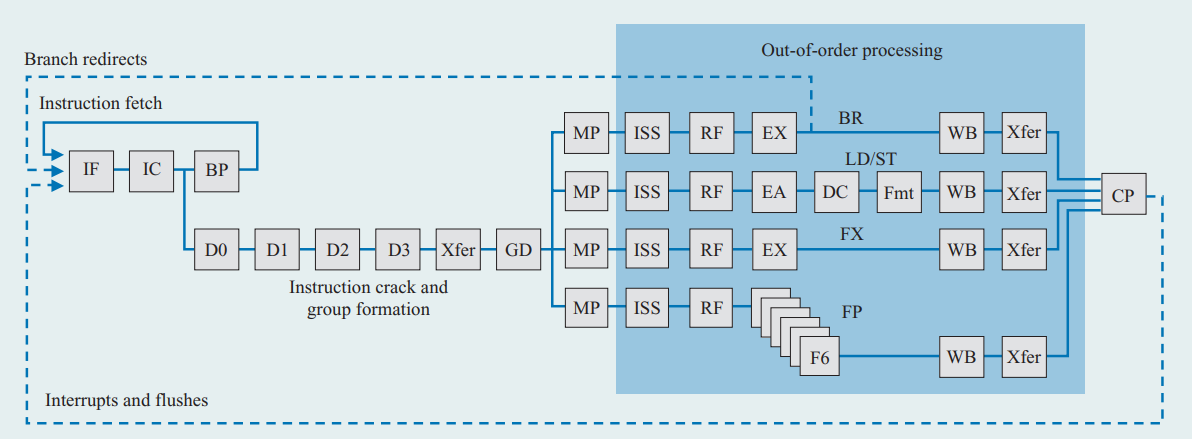 Out-of-order processing
Branch redirects
Instruction fetch
MP ISS RF EX BR WB Xfer
IF IC BP
LD/ST
MP ISS RF EA DC Fmt WB Xfer
CP
D0 D1 D2 D3 Xfer GD
MP ISS RF EX FX WB Xfer
Instruction crack and
group formation
MP ISS RF FP
F6 WB Xfer
Interrupts and flushes